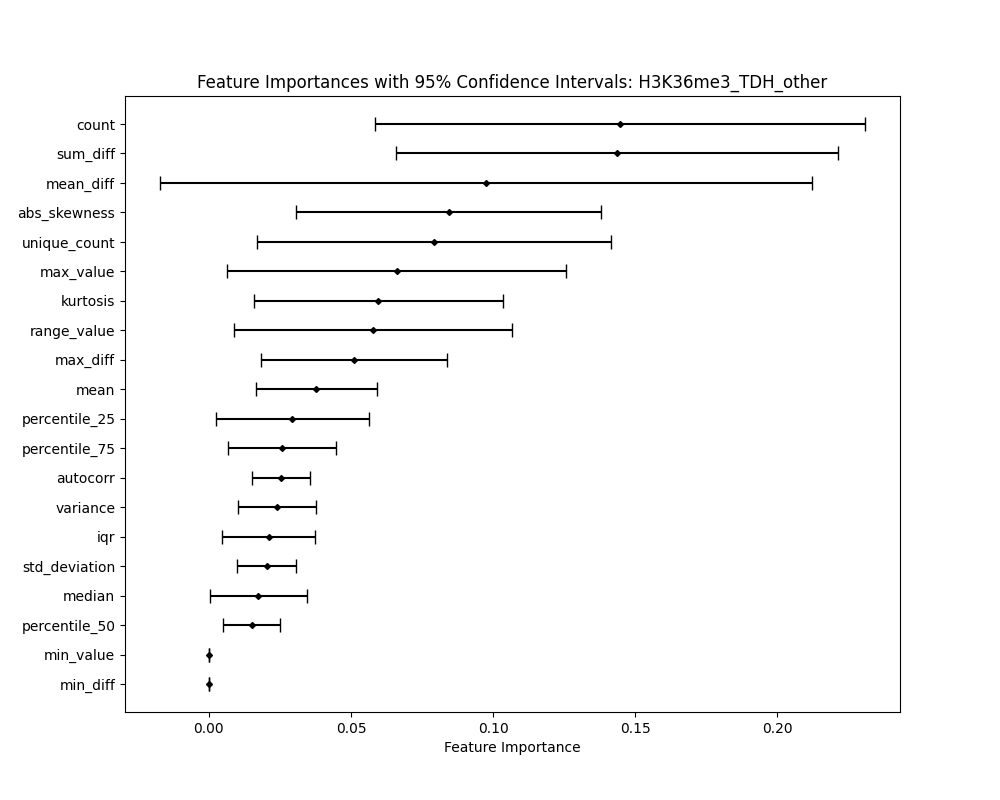 Feature Importances with 95% Confidence Intervals: H3K36me3_TDH_other
count
sum_diff
mean_diff
abs_skewness
unique_count
max_value
kurtosis
range_value
max_diff
mean
percentile_25
percentile_75
autocorr
variance
iqr
std_deviation
median
percentile_50
min_value
min_diff
0.00 0.05 0.10 0.15 0.20
Feature Importance